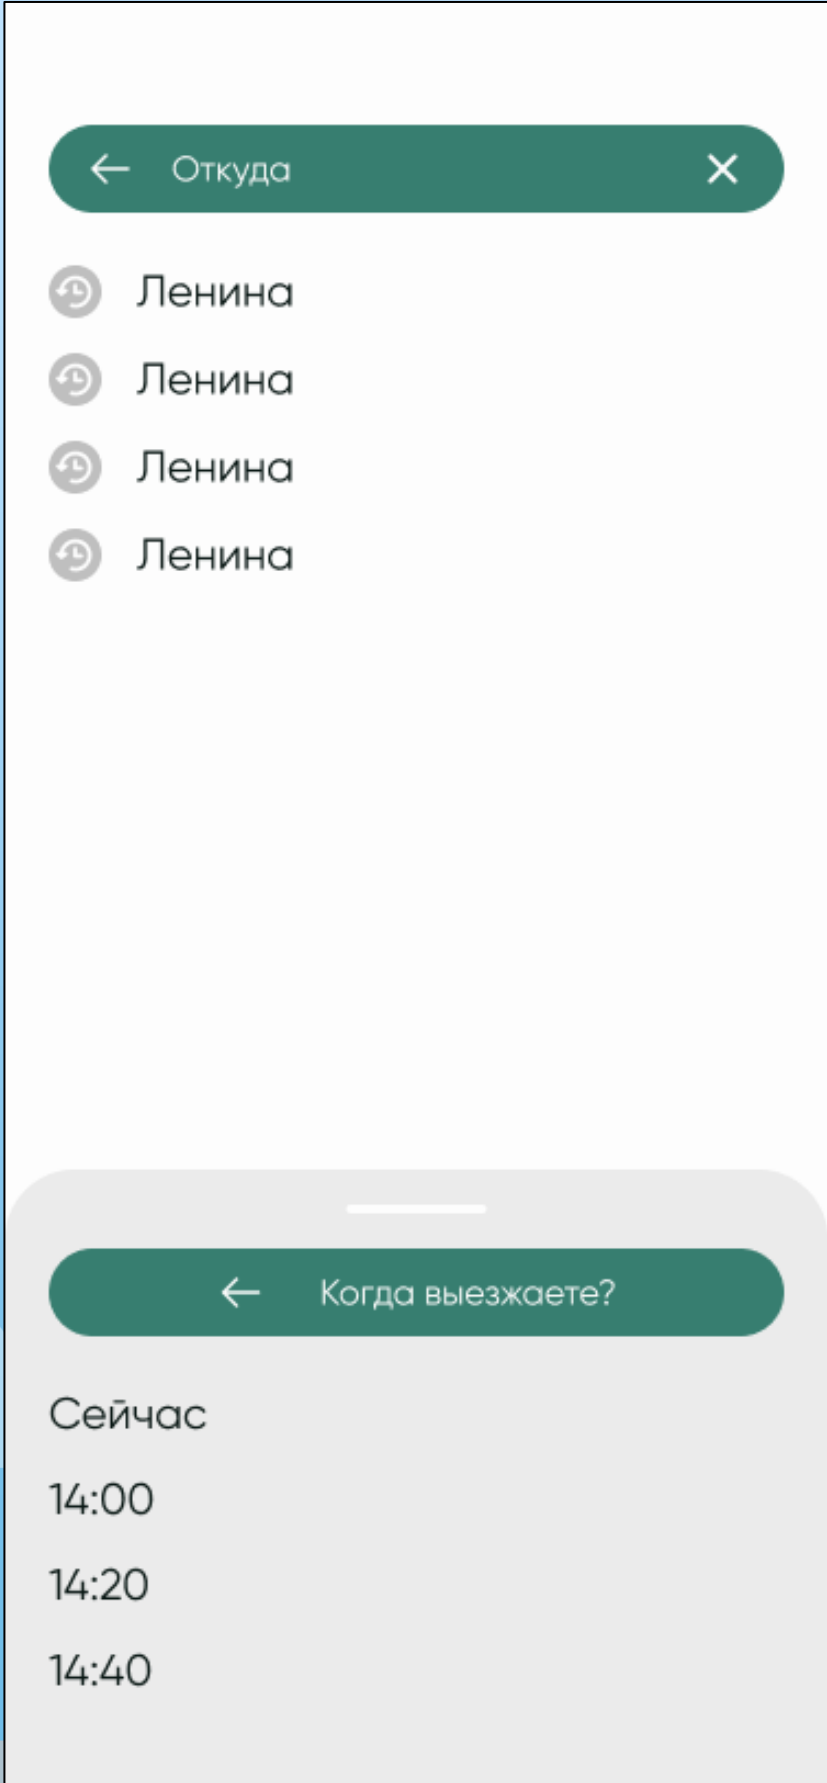 Откуда
Ленина
Ленина
Ленина
Ленина
Когда выезжаете?
Сейчас
14:00
14:20
14:40